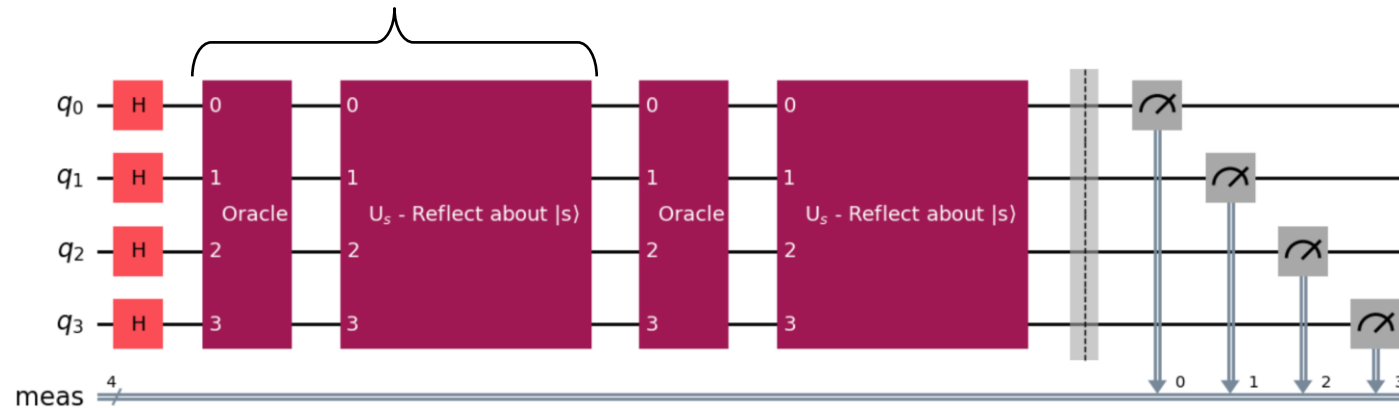 q0 H 0 0 0 0
q1 H 1 1 1 1
Oracle Us - Reflect about |s⟩ Oracle Us - Reflect about |s⟩
q2 H 2 2 2 2
q3 H 3 3 3 3
meas 4 0 1 2 3